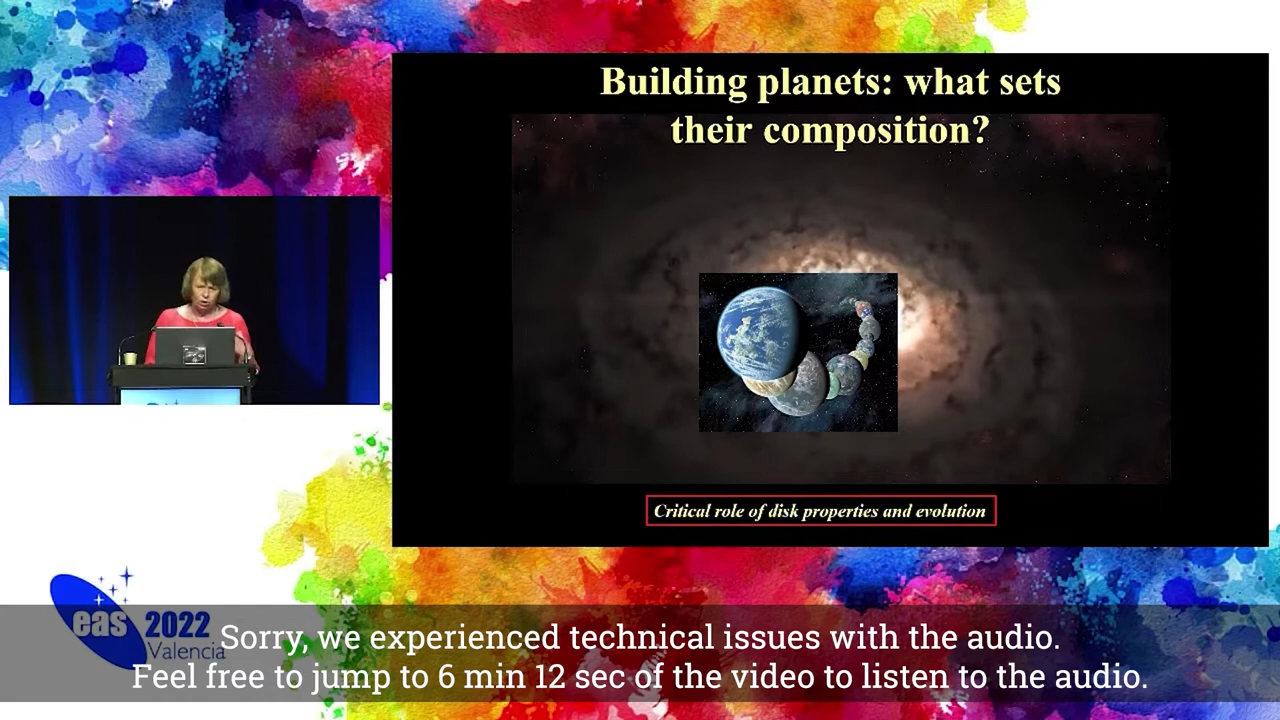 Building planets: what sets
their composition?
Critical role of disk properties and evolution
eas 2022
Valencia
Sorry, we experienced technical issues with the audio.
Feel free to jump to 6 min 12 sec of the video to listen to the audio.